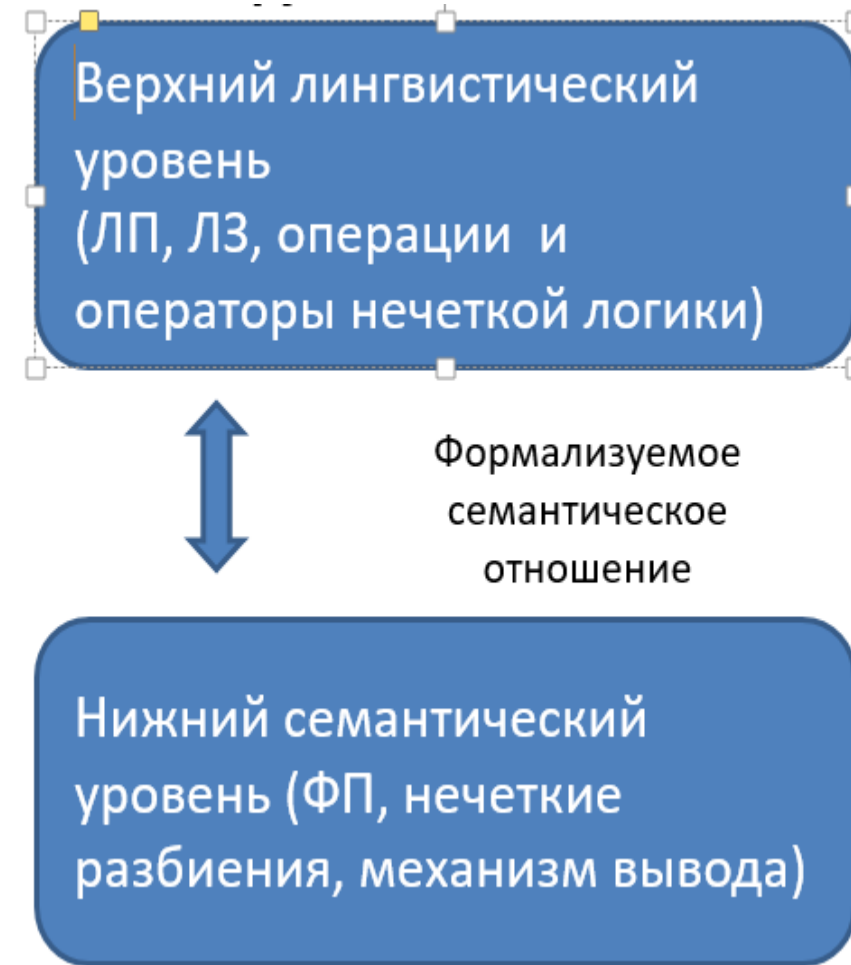 Верхний лингвистический
уровень
(ЛП, ЛЗ, операции и
операторы нечеткой логики)
Формализуемое
семантическое
отношение
Нижний семантический
уровень (ФП, нечеткие
разбиения, механизм вывода)